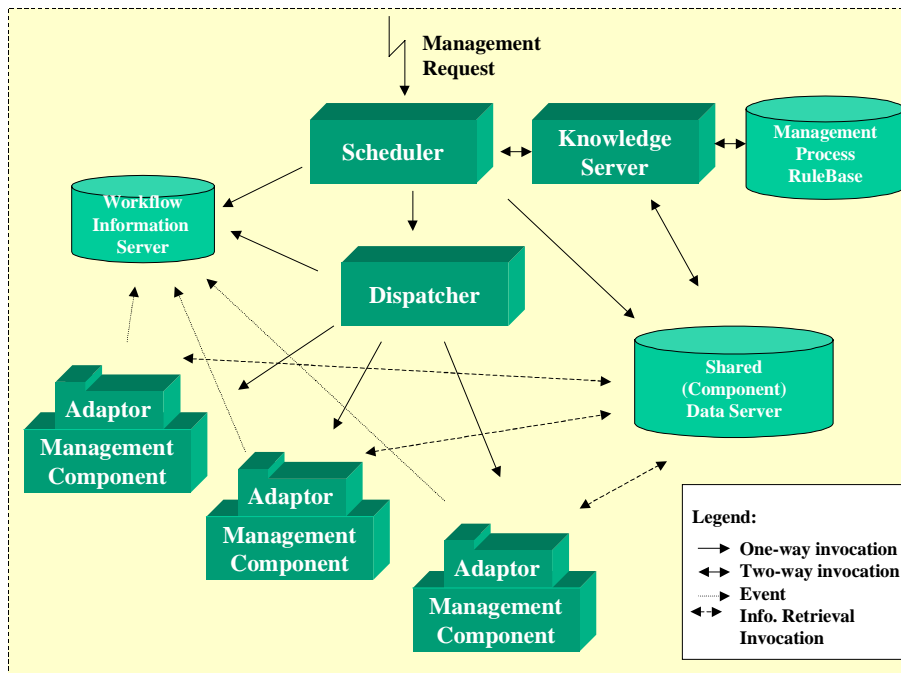 Management
Request
Scheduler
Knowledge
Server
Management
Process
RuleBase
Workflow
Information
Server
Dispatcher
Shared
(Component)
Data Server
Adaptor
Management
Component
Adaptor
Management
Component
Adaptor
Management
Component
Legend:
One-way invocation
Two-way invocation
Event
Info. Retrieval
Invocation